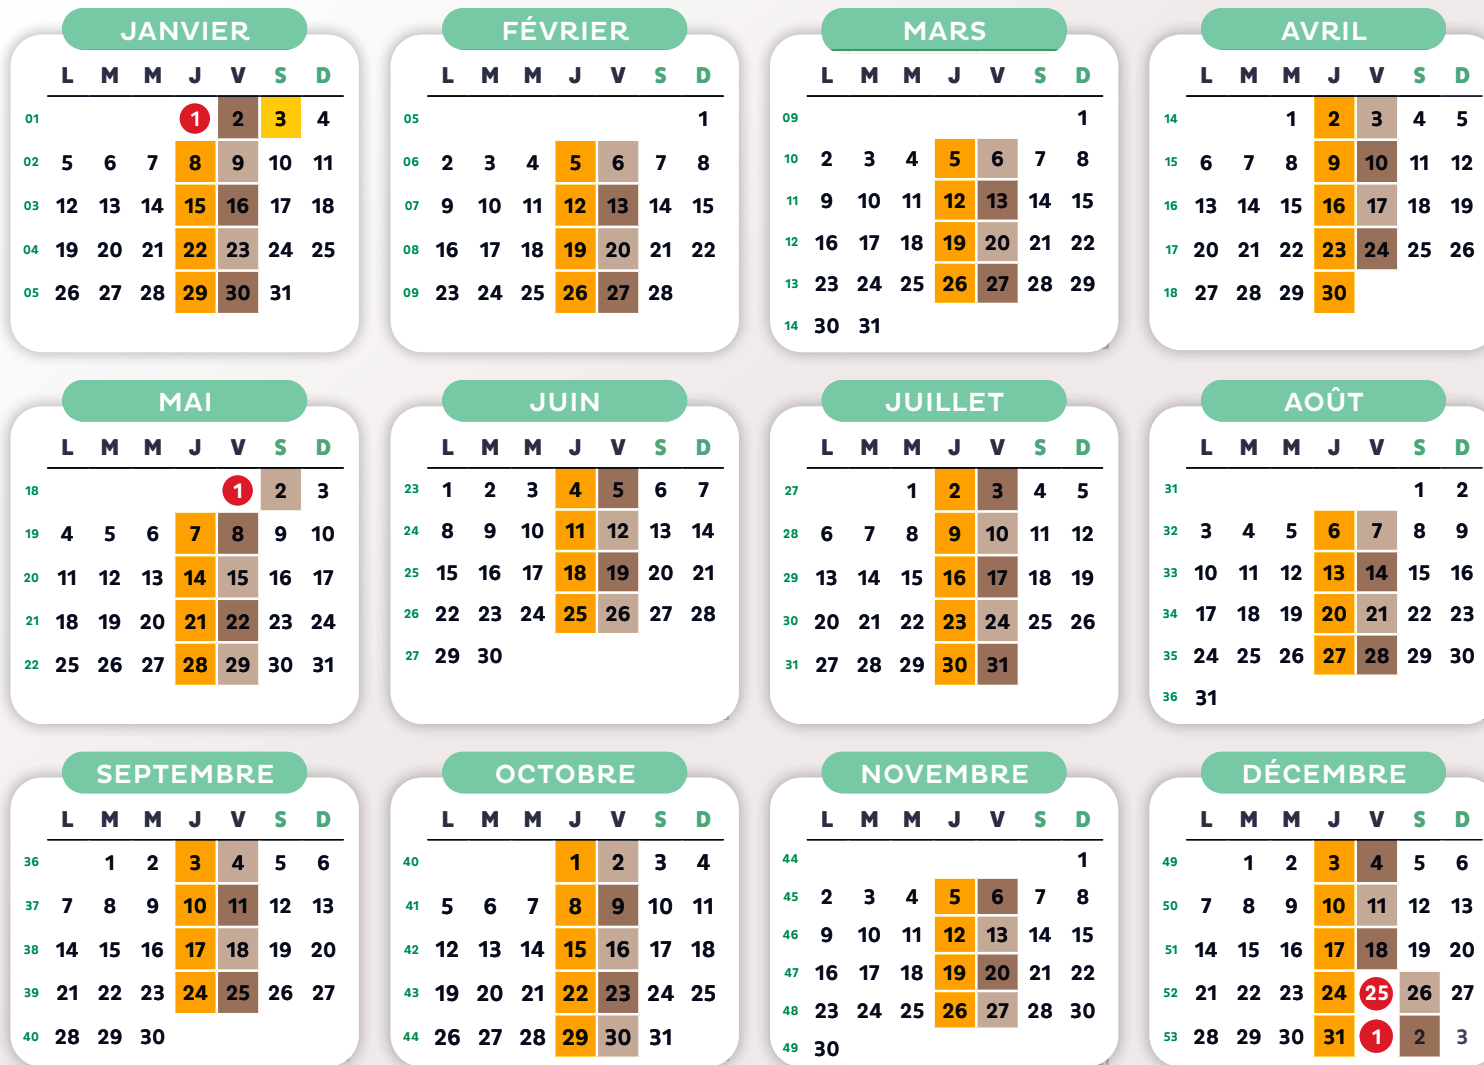 JANVIER
L M M J V S D
01 1 2 3 4
02 5 6 7 8 9 10 11
03 12 13 14 15 16 17 18
04 19 20 21 22 23 24 25
05 26 27 28 29 30 31
FÉVRIER
L M M J V S D
05 1
06 2 3 4 5 6 7 8
07 9 10 11 12 13 14 15
08 16 17 18 19 20 21 22
09 23 24 25 26 27 28
MARS
L M M J V S D
09 1
10 2 3 4 5 6 7 8
11 9 10 11 12 13 14 15
12 16 17 18 19 20 21 22
13 23 24 25 26 27 28 29
14 30 31
AVRIL
L M M J V S D
14 1 2 3 4 5
15 6 7 8 9 10 11 12
16 13 14 15 16 17 18 19
17 20 21 22 23 24 25 26
18 27 28 29 30
MAI
L M M J V S D
18 1 2 3
19 4 5 6 7 8 9 10
20 11 12 13 14 15 16 17
21 18 19 20 21 22 23 24
22 25 26 27 28 29 30 31
JUIN
L M M J V S D
23 1 2 3 4 5 6 7
24 8 9 10 11 12 13 14
25 15 16 17 18 19 20 21
26 22 23 24 25 26 27 28
27 29 30
JUILLET
L M M J V S D
27 1 2 3 4 5
28 6 7 8 9 10 11 12
29 13 14 15 16 17 18 19
30 20 21 22 23 24 25 26
31 27 28 29 30 31
AOÛT
L M M J V S D
31 1 2
32 3 4 5 6 7 8 9
33 10 11 12 13 14 15 16
34 17 18 19 20 21 22 23
35 24 25 26 27 28 29 30
36 31
SEPTEMBRE
L M M J V S D
36 1 2 3 4 5 6
37 7 8 9 10 11 12 13
38 14 15 16 17 18 19 20
39 21 22 23 24 25 26 27
40 28 29 30
OCTOBRE
L M M J V S D
40 1 2 3 4
41 5 6 7 8 9 10 11
42 12 13 14 15 16 17 18
43 19 20 21 22 23 24 25
44 26 27 28 29 30 31
NOVEMBRE
L M M J V S D
44 1
45 2 3 4 5 6 7 8
46 9 10 11 12 13 14 15
47 16 17 18 19 20 21 22
48 23 24 25 26 27 28 30
49 30
DÉCEMBRE
L M M J V S D
49 1 2 3 4 5 6
50 7 8 9 10 11 12 13
51 14 15 16 17 18 19 20
52 21 22 23 24 25 26 27
53 28 29 30 31 1 2 3